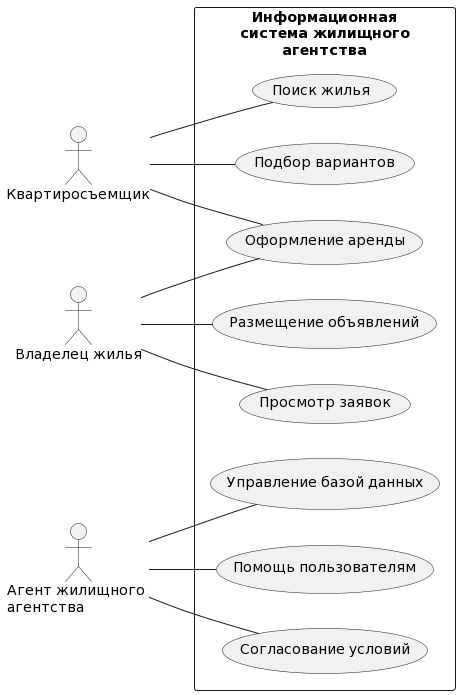 Информационная
система жилищного
агентства
Поиск жилья
Подбор вариантов
Квартиросъемщик
Оформление аренды
Размещение объявлений
Владелец жилья
Просмотр заявок
Управление базой данных
Помощь пользователям
Агент жилищного
агентства
Согласование условий